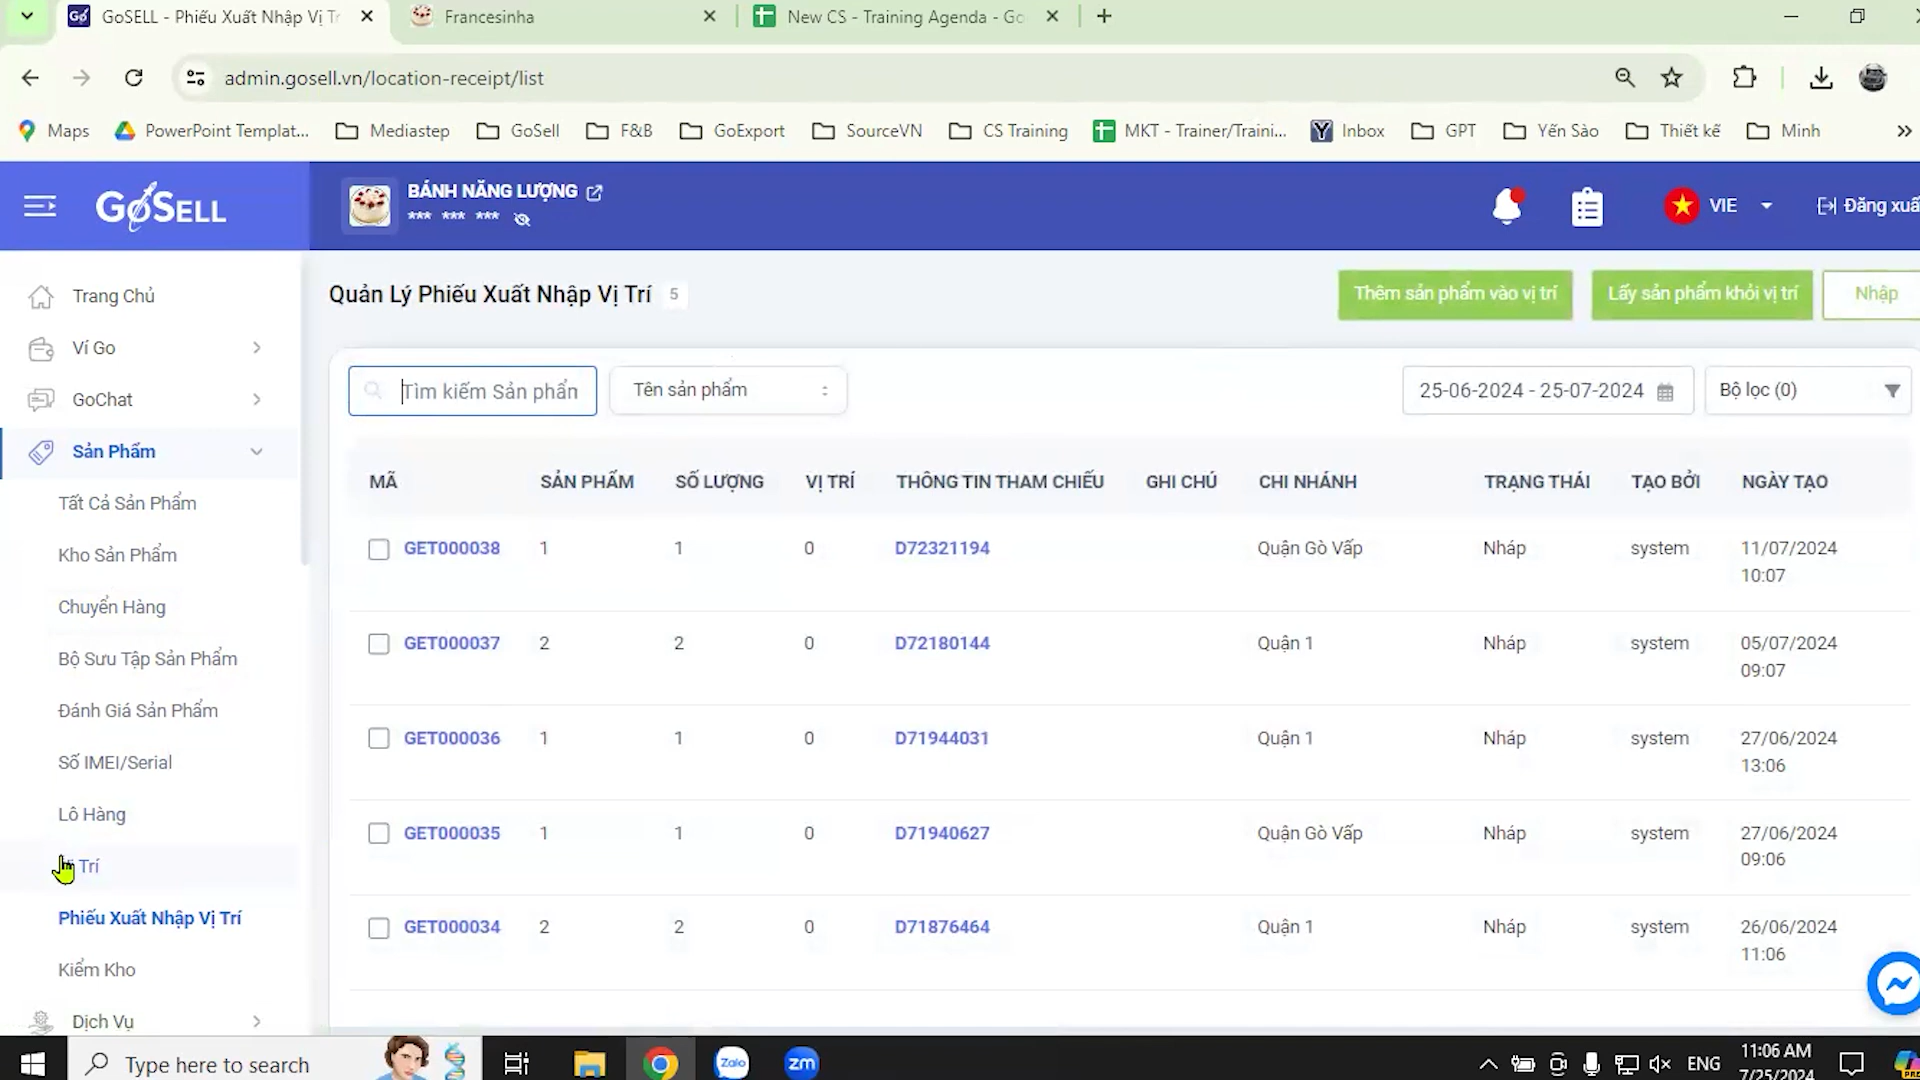 GoSELL - Phiếu Xuất Nhập Vị Tr
Francesinha
New CS - Training Agenda - Go
admin.gosell.vn/location-receipt/list
Maps
PowerPoint Templat...
Mediastep
GoSell
F&B
GoExport
SourceVN
CS Training
MKT - Trainer/Traini...
Inbox
GPT
Yến Sào
Thiết kế
Minh
GoSELL
BÁNH NĂNG LƯỢNG
*** *** ***
VIE
Đăng xuấ
Trang Chủ
Ví Go
GoChat
Sản Phẩm
Tất Cả Sản Phẩm
Kho Sản Phẩm
Chuyển Hàng
Bộ Sưu Tập Sản Phẩm
Đánh Giá Sản Phẩm
Số IMEI/Serial
Lô Hàng
Trí
Phiếu Xuất Nhập Vị Trí
Kiểm Kho
Dịch Vụ
Quản Lý Phiếu Xuất Nhập Vị Trí 5
Thêm sản phẩm vào vị trí
Lấy sản phẩm khỏi vị trí
Nhập
Tìm kiếm Sản phẩn
Tên sản phẩm
25-06-2024 - 25-07-2024
Bộ lọc (0)
MÃ SẢN PHẨM SỐ LƯỢNG VỊ TRÍ THÔNG TIN THAM CHIẾU GHI CHÚ CHI NHÁNH TRẠNG THÁI TẠO BỞI NGÀY TẠO
GET000038 1 1 0 D72321194 Quận Gò Vấp Nháp system 11/07/2024
10:07
GET000037 2 2 0 D72180144 Quận 1 Nháp system 05/07/2024
09:07
GET000036 1 1 0 D71944031 Quận 1 Nháp system 27/06/2024
13:06
GET000035 1 1 0 D71940627 Quận Gò Vấp Nháp system 27/06/2024
09:06
GET000034 2 2 0 D71876464 Quận 1 Nháp system 26/06/2024
11:06
Type here to search
Zalo
zm
ENG
11:06 AM
7/25/2024